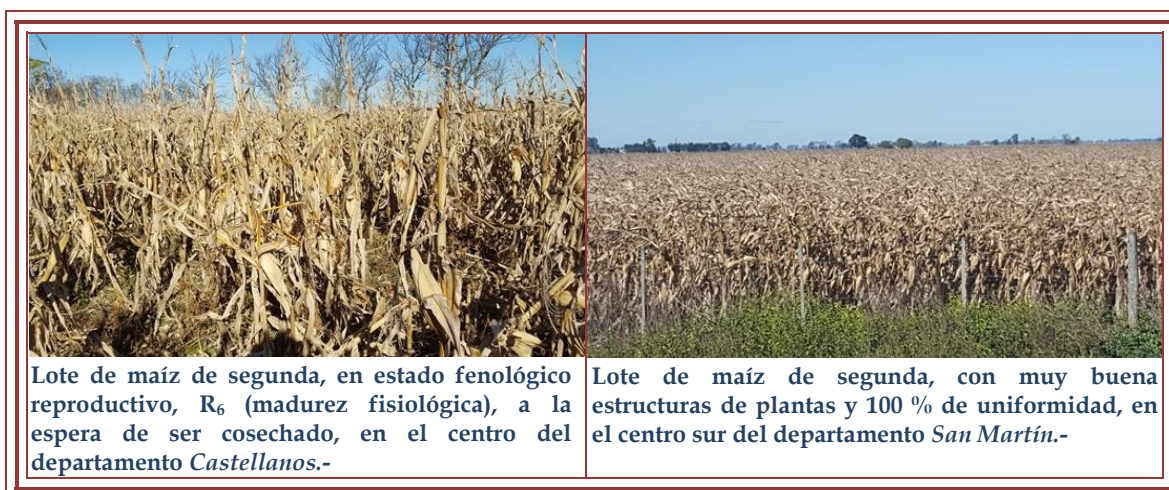 Lote de maíz de segunda, en estado fenológico
reproductivo, R₆ (madurez fisiológica), a la
espera de ser cosechado, en el centro del
departamento Castellanos.-
Lote de maíz de segunda, con muy buena
estructuras de plantas y 100 % de uniformidad, en
el centro sur del departamento San Martín.-